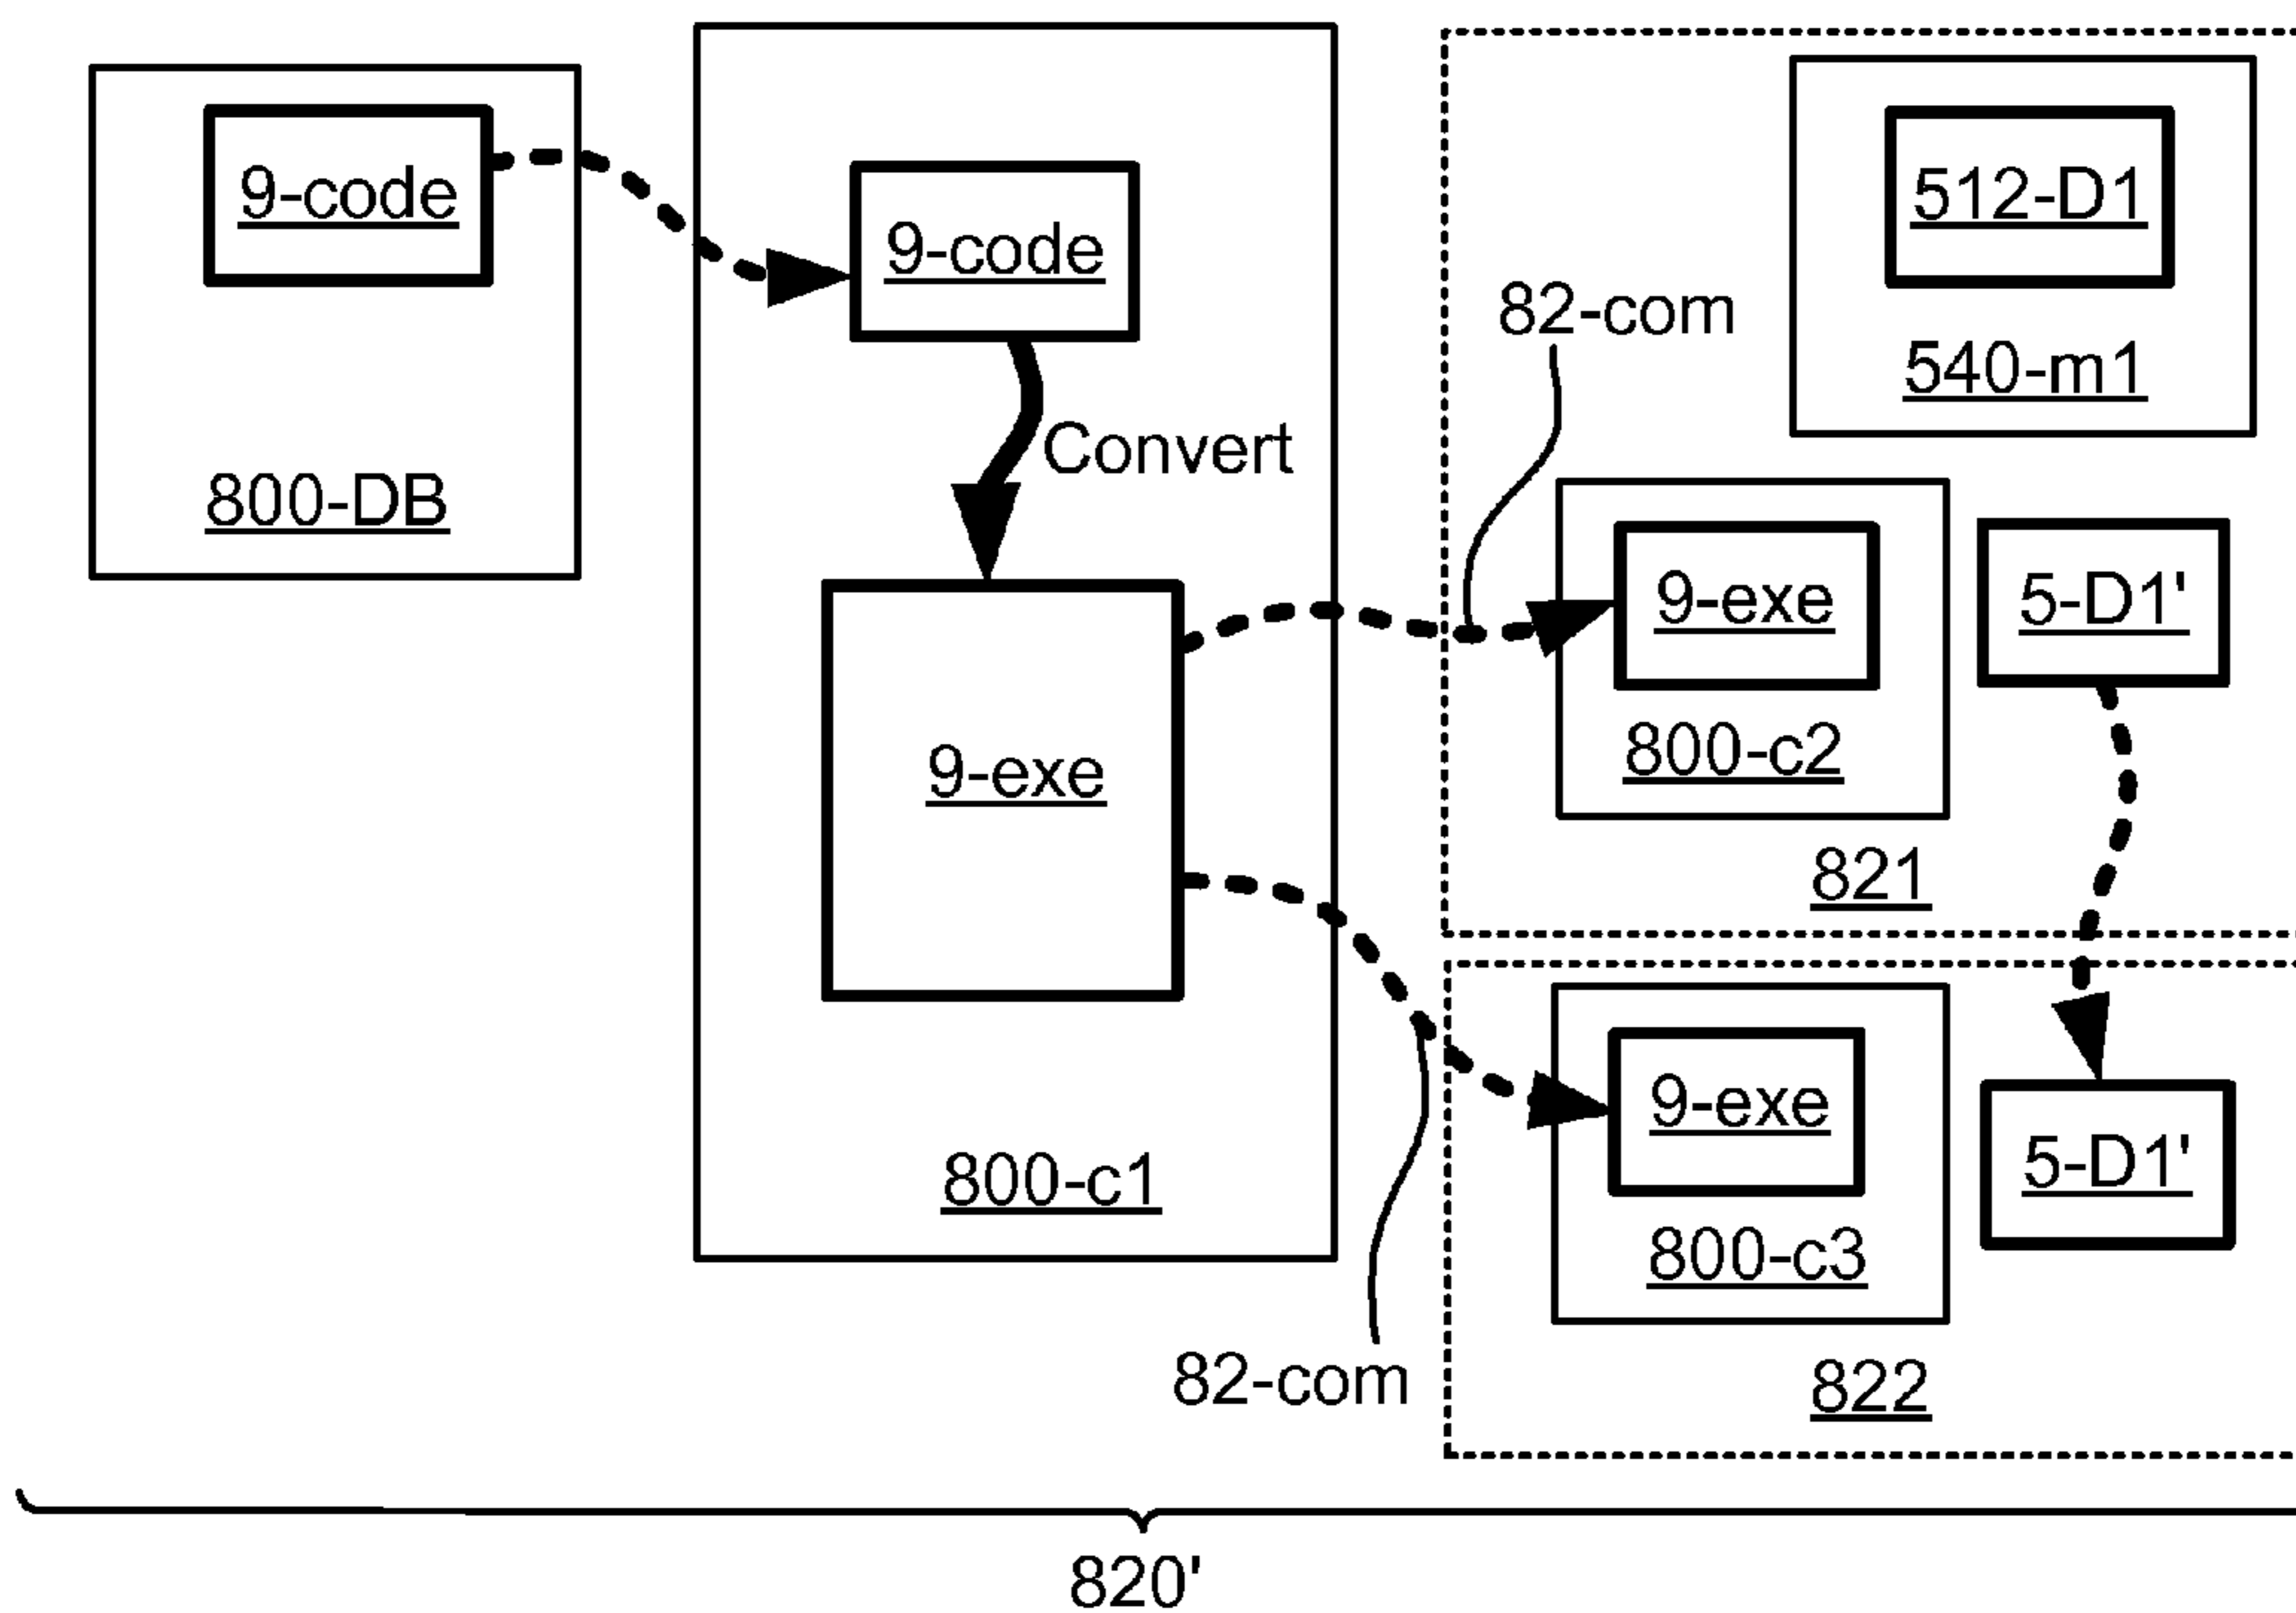 9-code
800-DB
9-code
Convert
9-exe
800-c1
82-com
82-com
512-D1
540-m1
9-exe
800-c2
5-D1'
821
9-exe
800-c3
5-D1'
822
820'